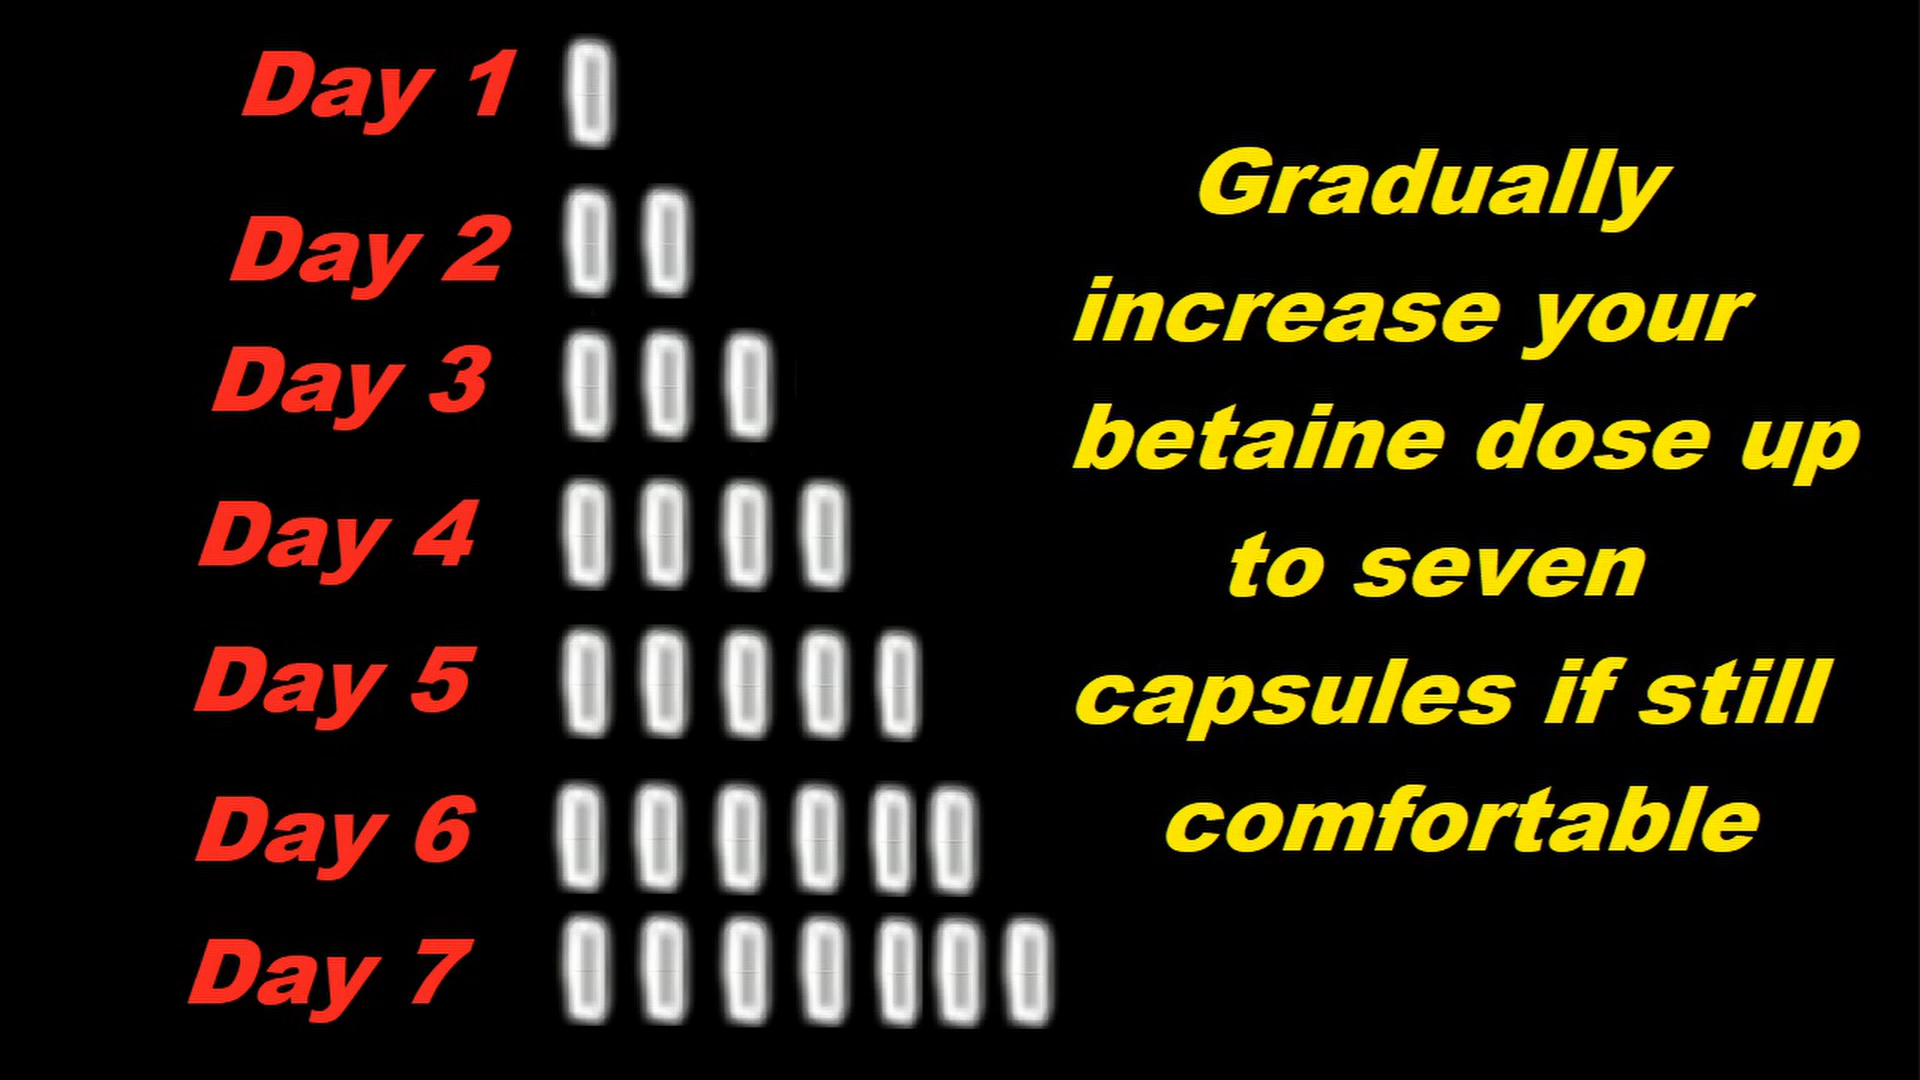 Day 1
Day 2
Day 3
Day 4
Day 5
Day 6
Day 7
Gradually
increase your
betaine dose up
to seven
capsules if still
comfortable